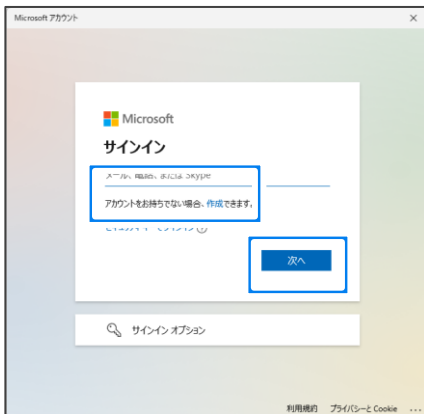 Microsoft アカウント
Microsoft
サインイン
メール、電話、または Skype
アカウントをお持ちでない場合、作成できます。
次へ
サインイン オプション
利用規約 プライバシーと Cookie ...